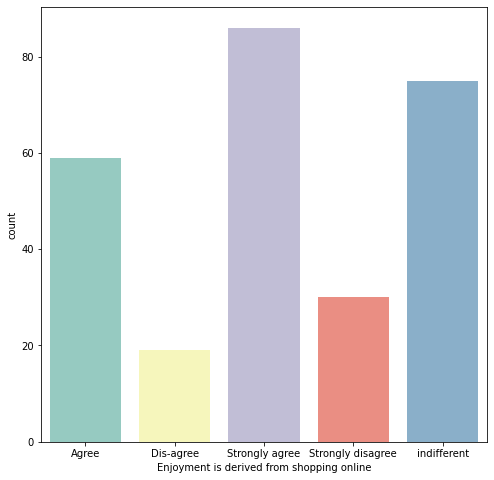 80
60
40
20
0
count
Agree
Dis-agree
Strongly agree
Strongly disagree
indifferent
Enjoyment is derived from shopping online